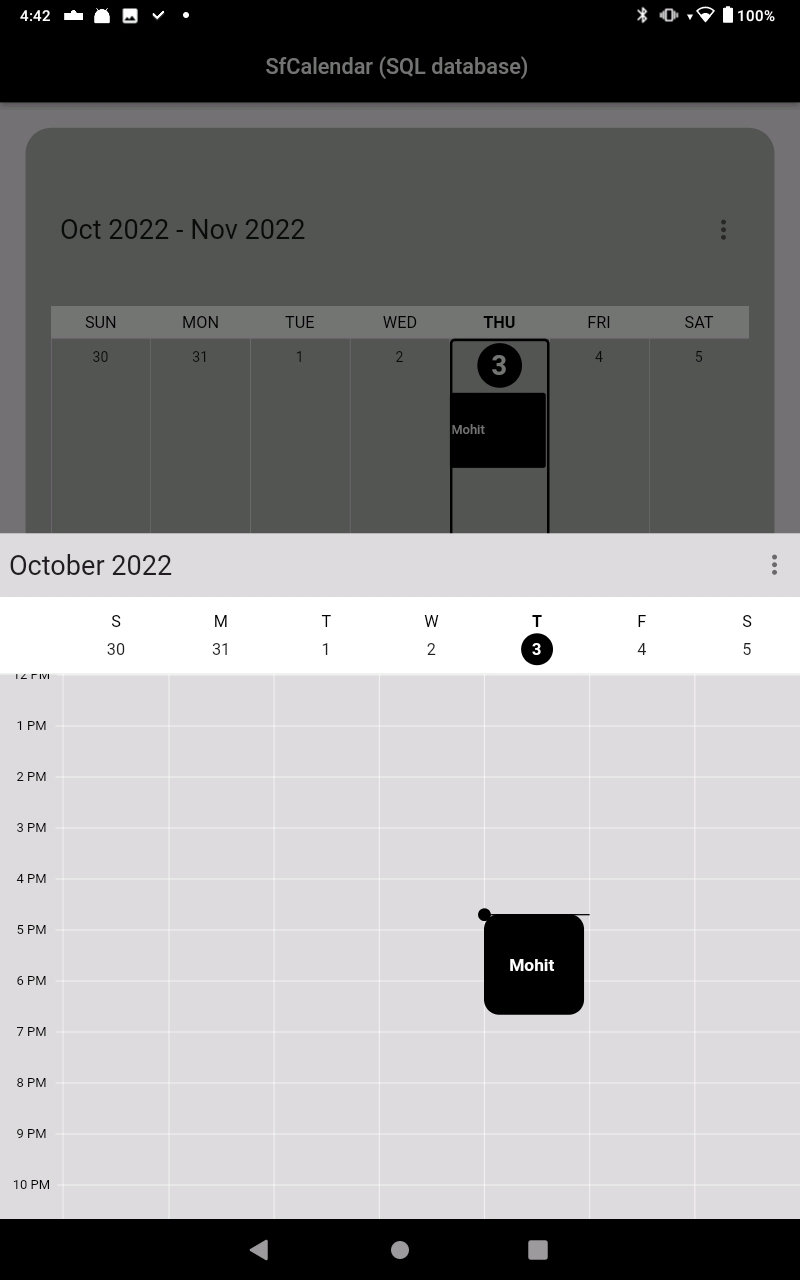 4:42 100%
SfCalendar (SQL database)
Oct 2022 - Nov 2022
SUN MON TUE WED THU FRI SAT
30 31 1 2 3 4 5
Mohit
October 2022
S M T W T F S
30 31 1 2 3 4 5
12 PM
1 PM
2 PM
3 PM
4 PM
5 PM
Mohit
6 PM
7 PM
8 PM
9 PM
10 PM